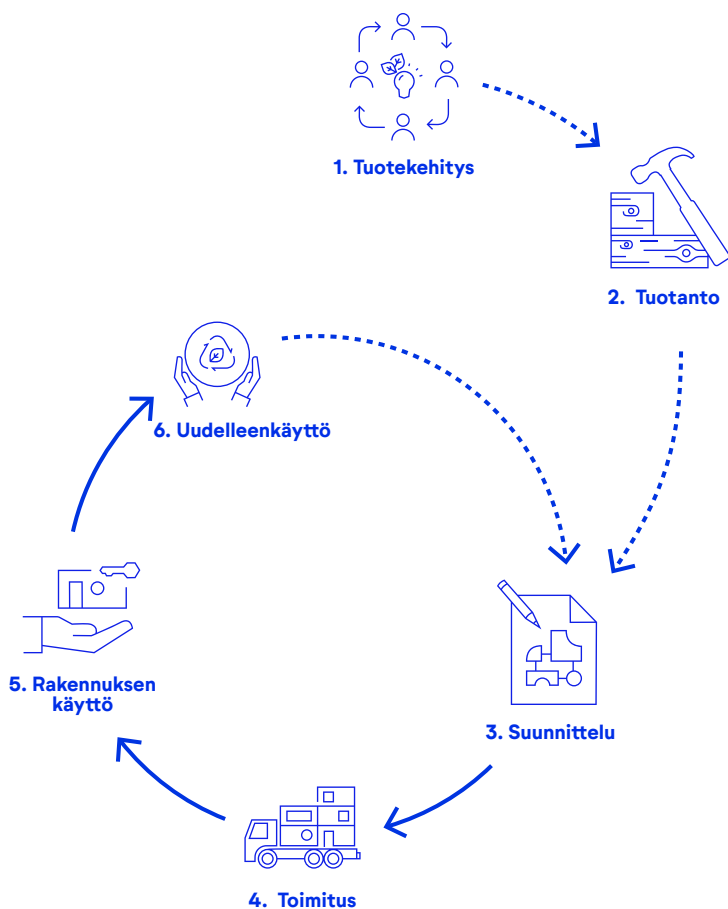 1. Tuotekehitys
2. Tuotanto
6. Uudelleenkäyttö
5. Rakennuksen
käyttö
3. Suunnittelu
4. Toimitus